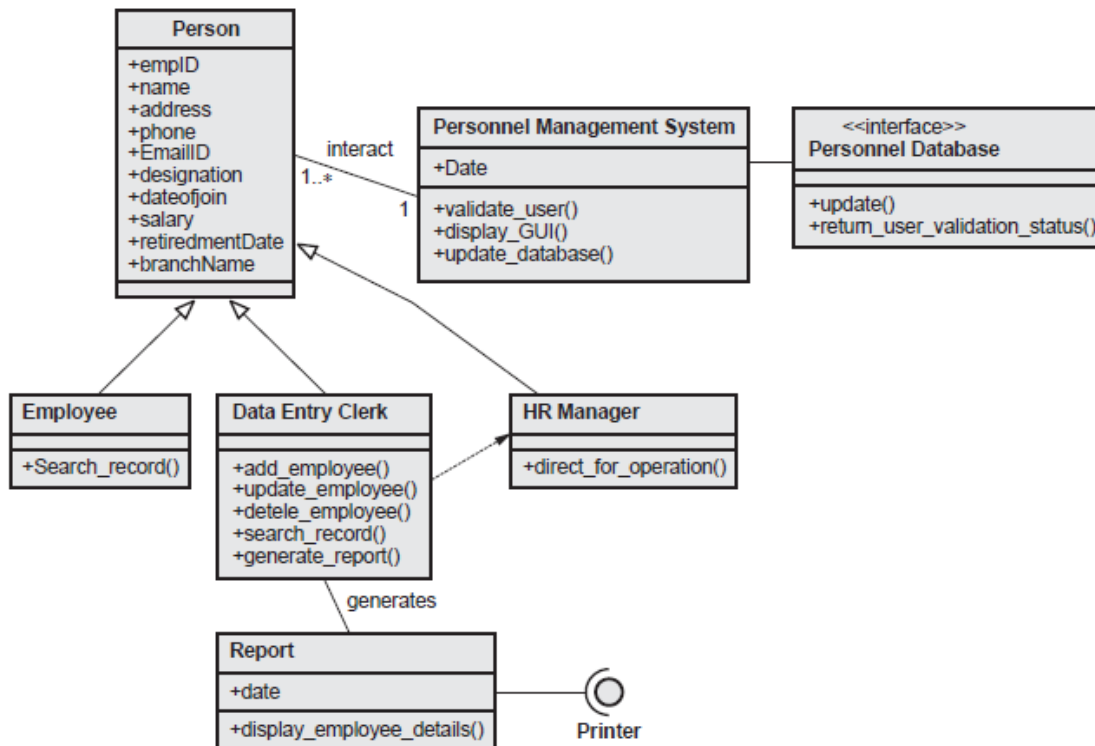 Person
+empID
+name
+address
+phone
+EmailID
+designation
+dateofjoin
+salary
+retiredmentDate
+branchName
interact
1..*
1
Personnel Management System
+Date
+validate_user()
+display_GUI()
+update_database()
<<interface>>
Personnel Database
+update()
+return_user_validation_status()
Employee
+Search_record()
Data Entry Clerk
+add_employee()
+update_employee()
+detele_employee()
+search_record()
+generate_report()
HR Manager
+direct_for_operation()
generates
Report
+date
+display_employee_details()
Printer